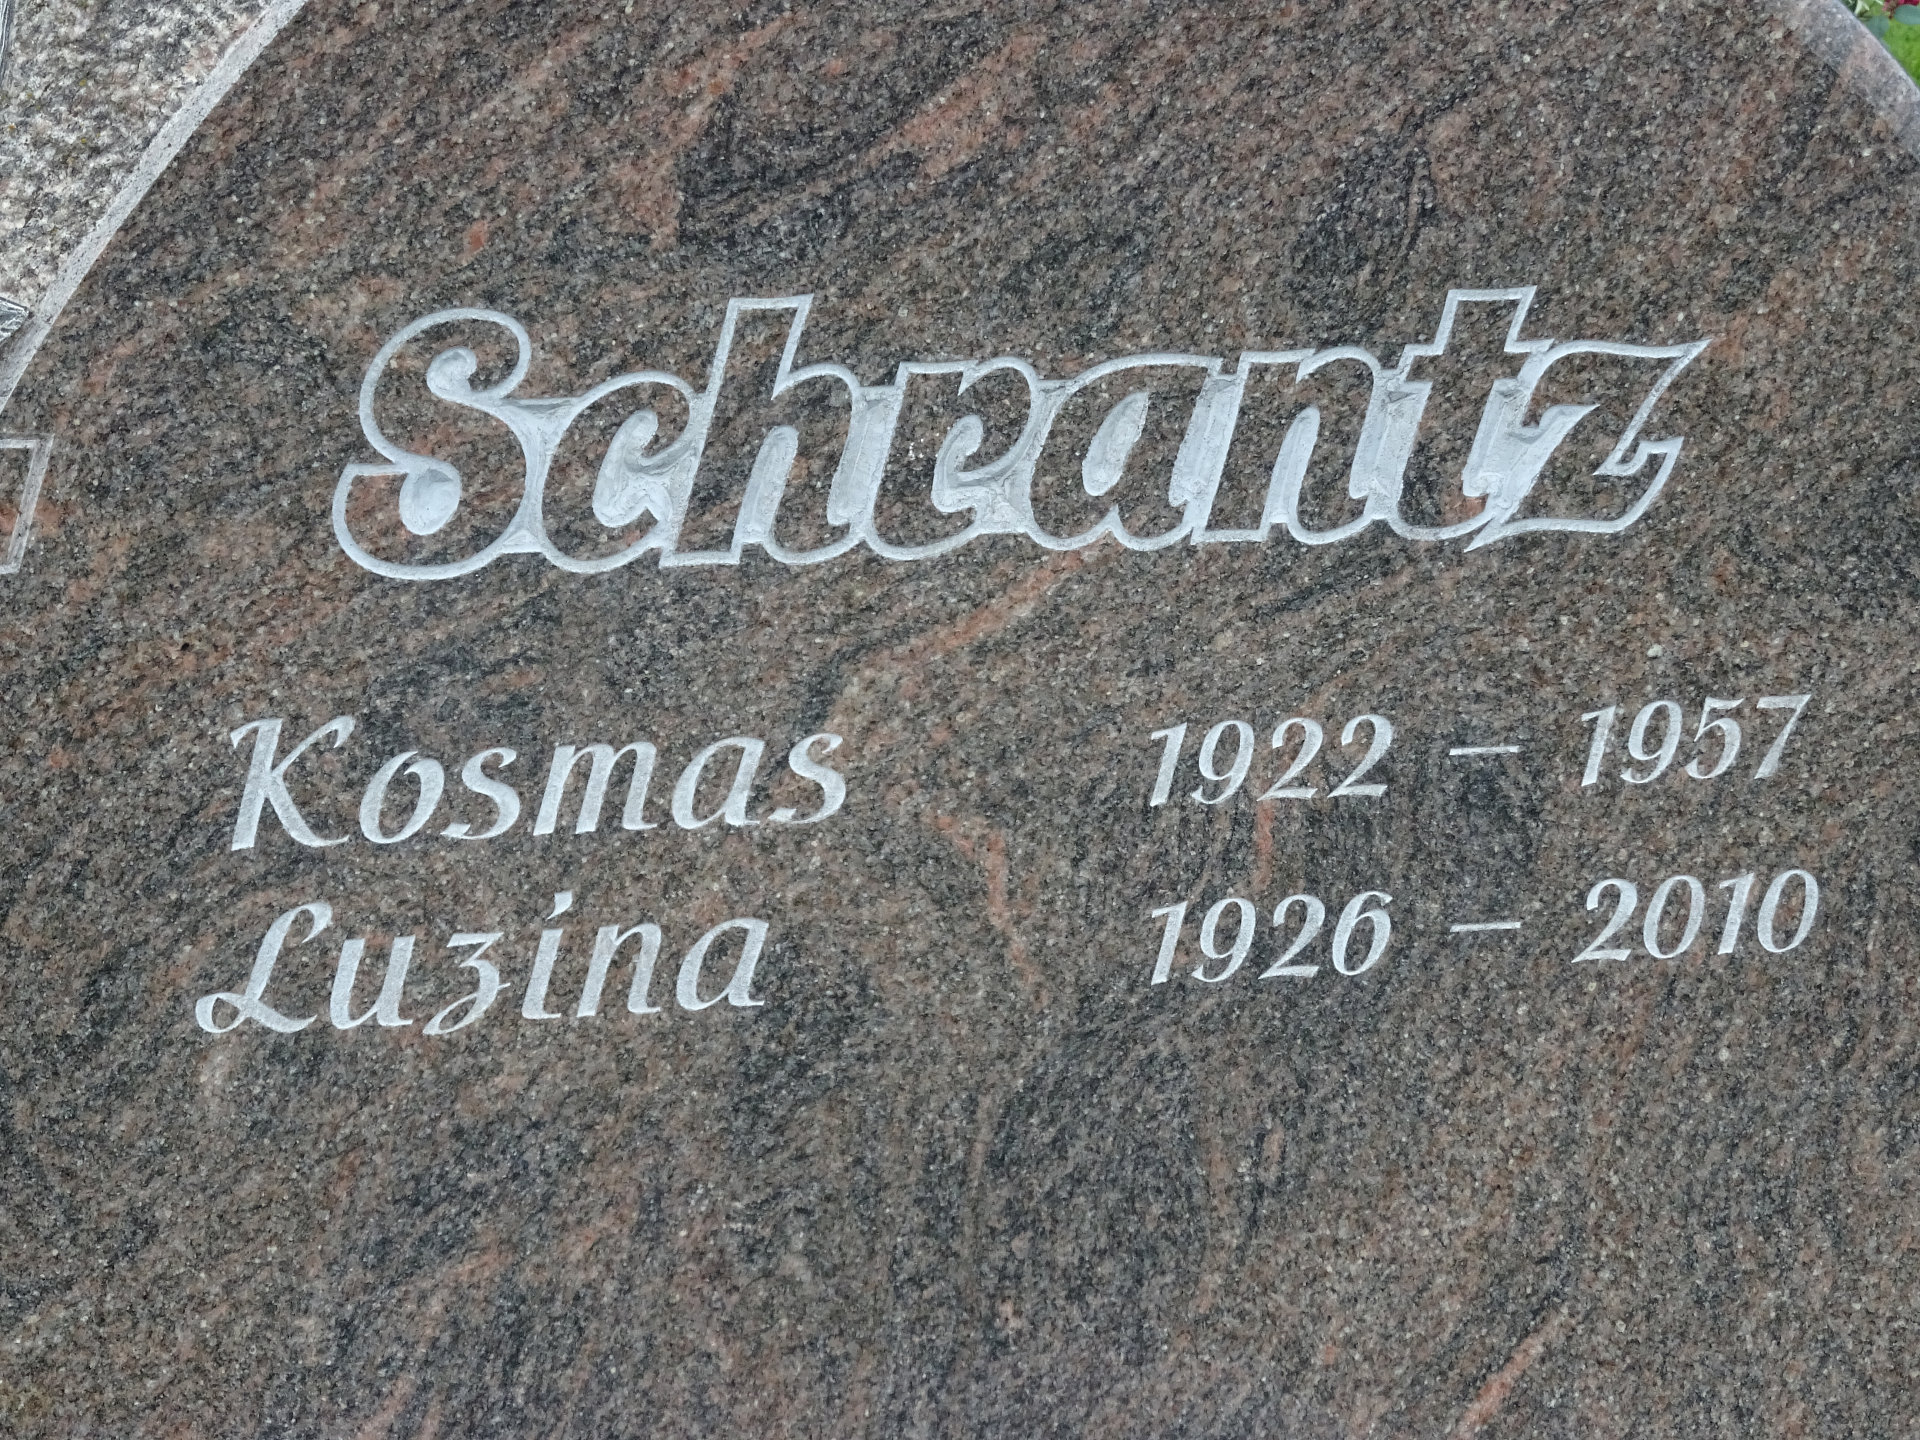 Schrantz
Kosmas 1922 – 1957
Luzina 1926 – 2010